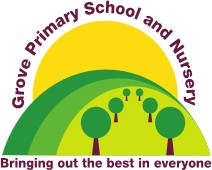 Grove Primary School and Nursery
Bringing out the best in everyone